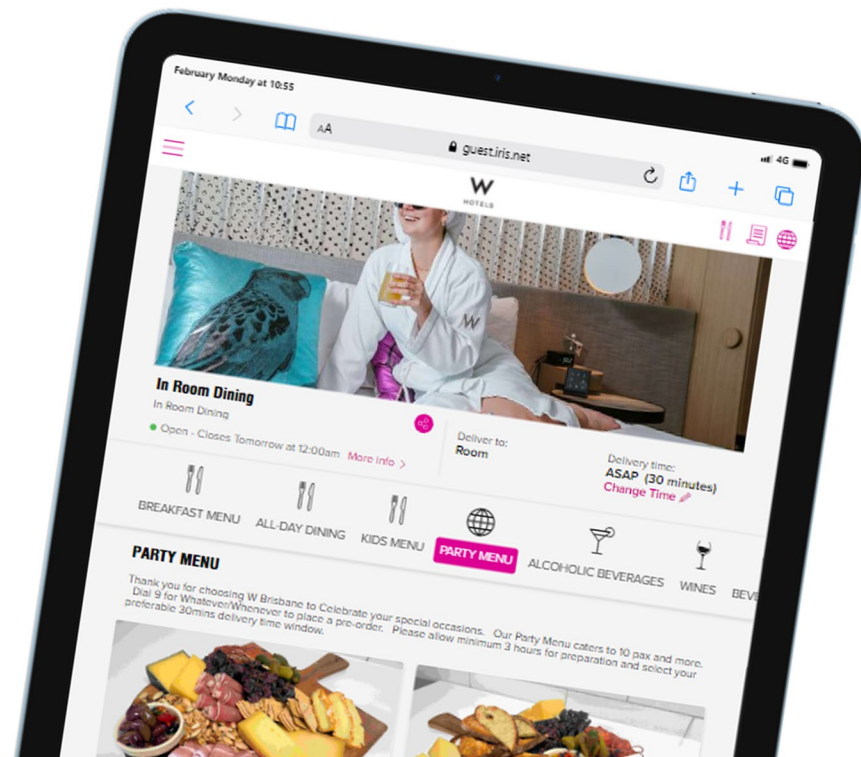 February Monday at 10:55
4G
AA
guest.iris.net
W
HOTELS
W
In Room Dining
In Room Dining
Open - Closes Tomorrow at 12:00am More info >
Deliver to:
Room
Delivery time:
ASAP (30 minutes)
Change Time
BREAKFAST MENU
ALL-DAY DINING
KIDS MENU
PARTY MENU
ALCOHOLIC BEVERAGES
WINES
BEVE
PARTY MENU
Thank you for choosing W Brisbane to Celebrate your special occasions. Our Party Menu caters to 10 pax and more.
Dial 9 for Whatever/Whenever to place a pre-order. Please allow minimum 3 hours for preparation and select your
preferable 30mins delivery time window.